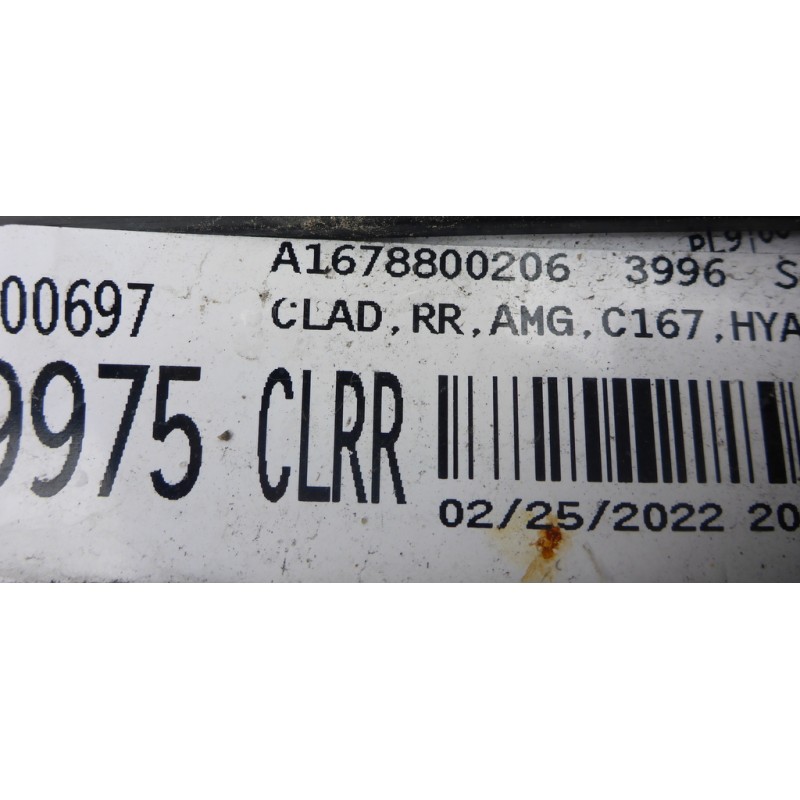 A1678800206 3996 S
00697 CLAD,RR,AMG,C167,HYA
9975 CLRR
02/25/2022 20